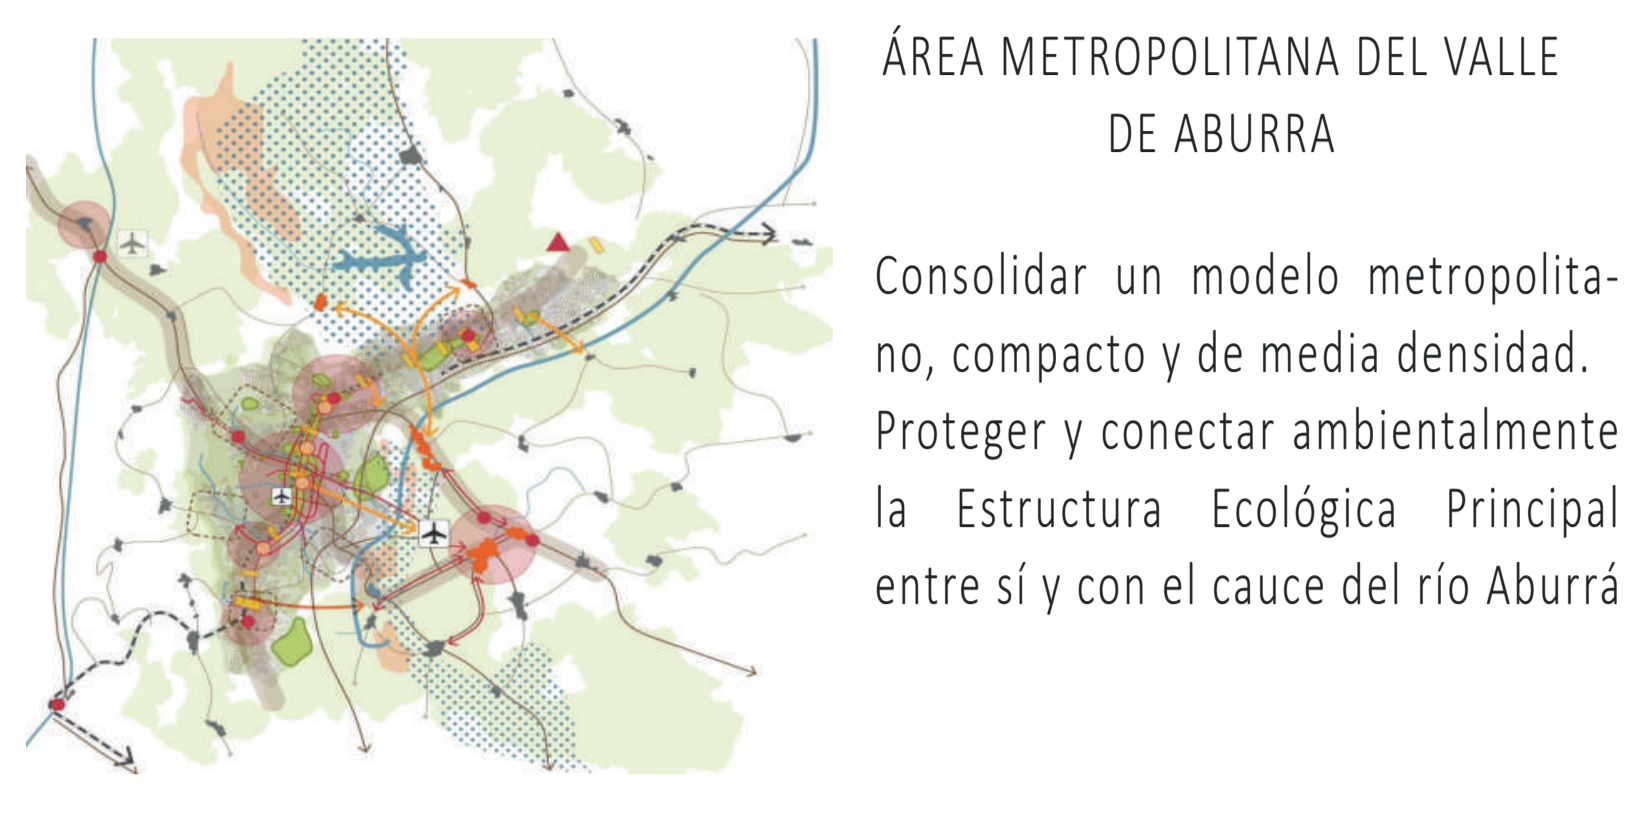 ÁREA METROPOLITANA DEL VALLE
DE ABURRA
Consolidar un modelo metropolita-
no, compacto y de media densidad.
Proteger y conectar ambientalmente
la Estructura Ecológica Principal
entre sí y con el cauce del río Aburrá